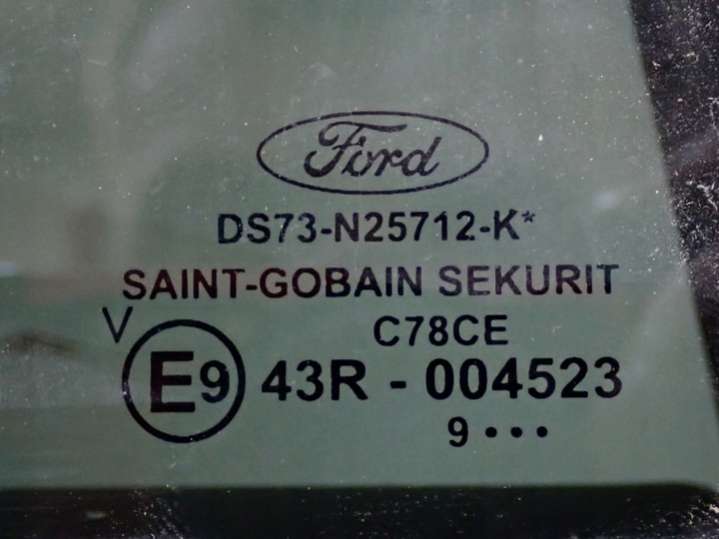 Ford
DS73-N25712-K*
SAINT-GOBAIN SEKURIT
V C78CE
E9 43R - 004523
9 •••